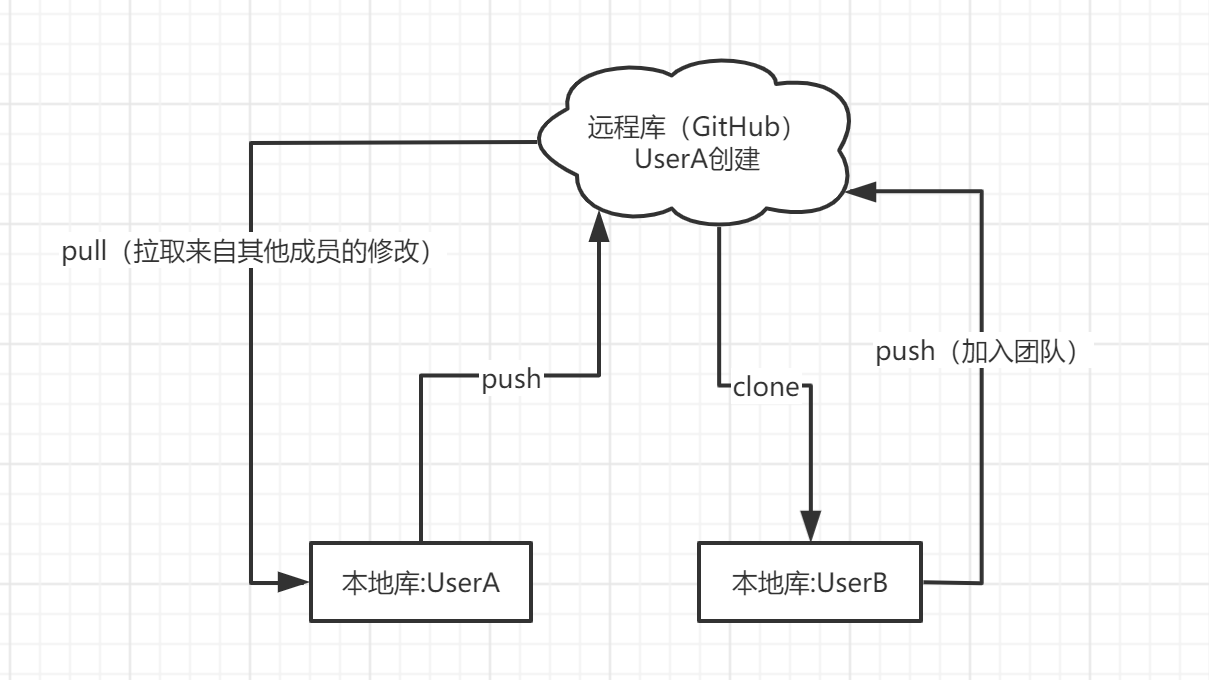 远程库（GitHub）
UserA创建
pull（拉取来自其他成员的修改）
push（加入团队）
push
clone
本地库:UserA
本地库:UserB